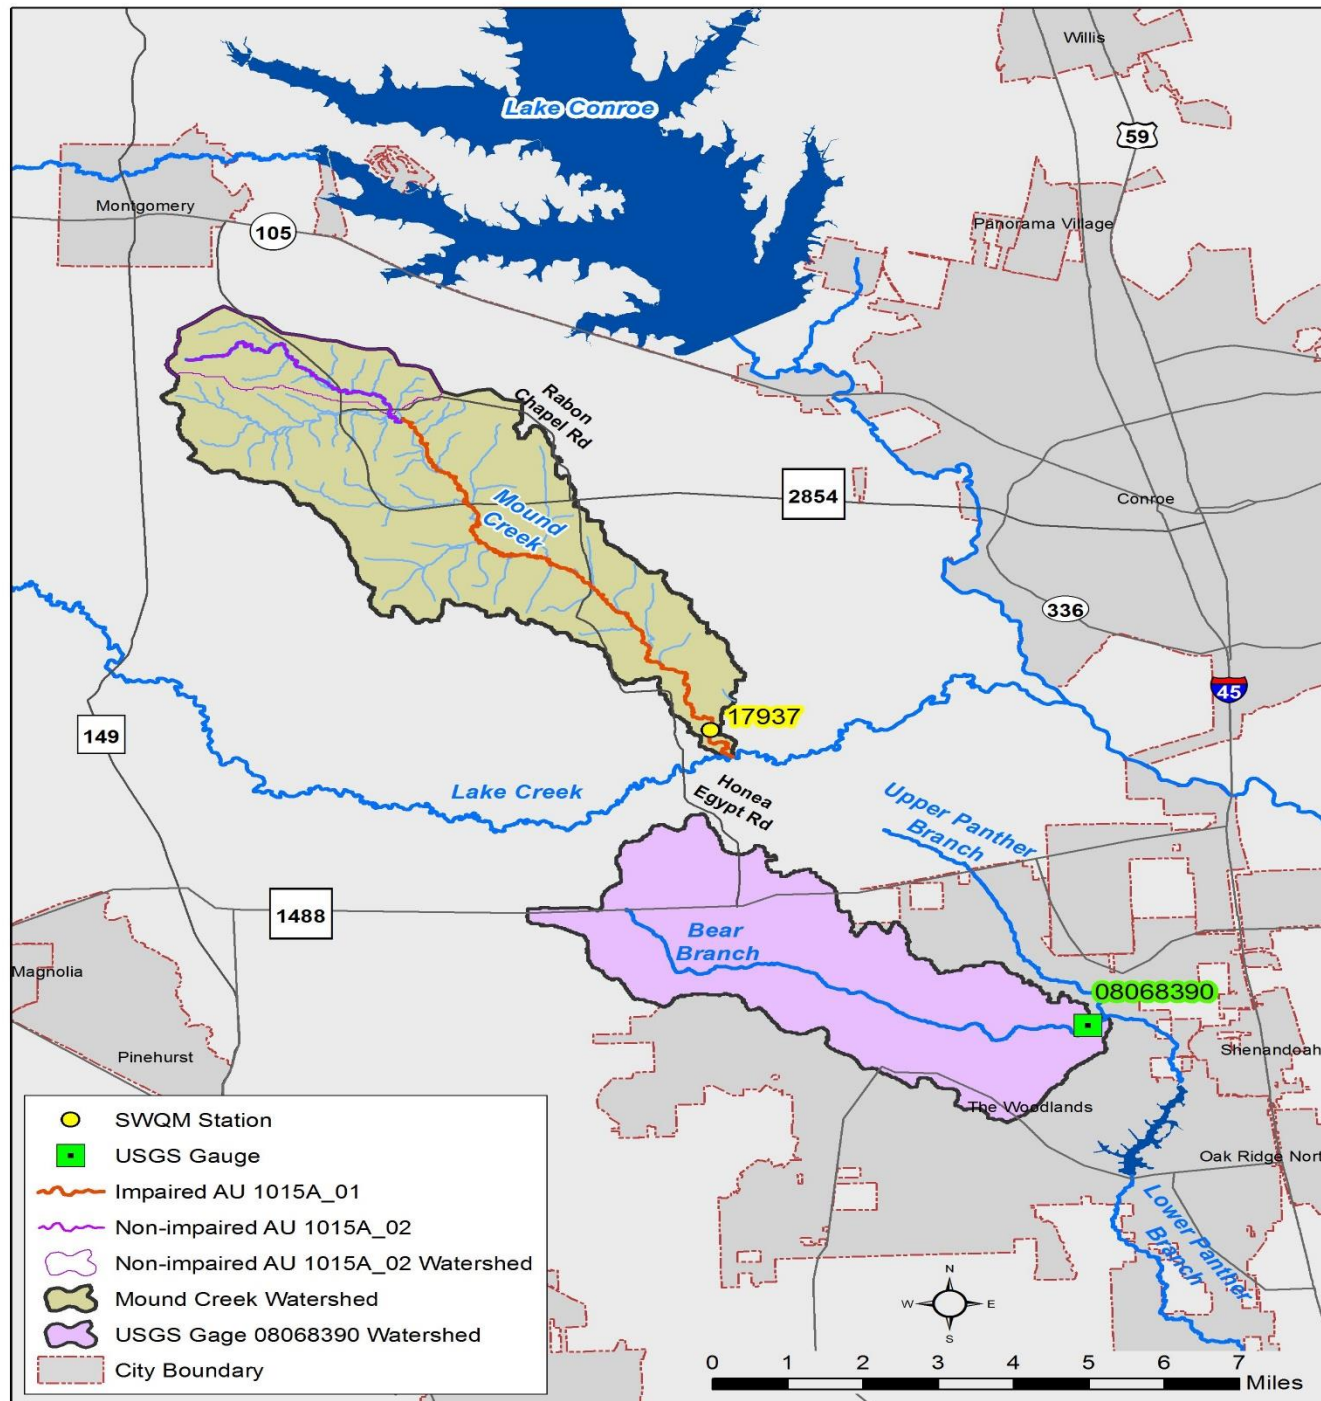 Willis
Lake Conroe
59
Montgomery
Panorama Village
105
Rabon
Chapel Rd
2854
Conroe
Mound
Creek
336
45
17937
149
Lake Creek
Honea
Egypt Rd
Upper Panther
Branch
1488
Bear
Branch
Magnolia
08068390
Pinehurst
Shenandoah
The Woodlands
Oak Ridge Nort
Lower Panther
Branch
SWQM Station
USGS Gauge
Impaired AU 1015A_01
Non-impaired AU 1015A_02
Non-impaired AU 1015A_02 Watershed
Mound Creek Watershed
USGS Gage 08068390 Watershed
City Boundary
N
W E
S
0 1 2 3 4 5 6 7
Miles